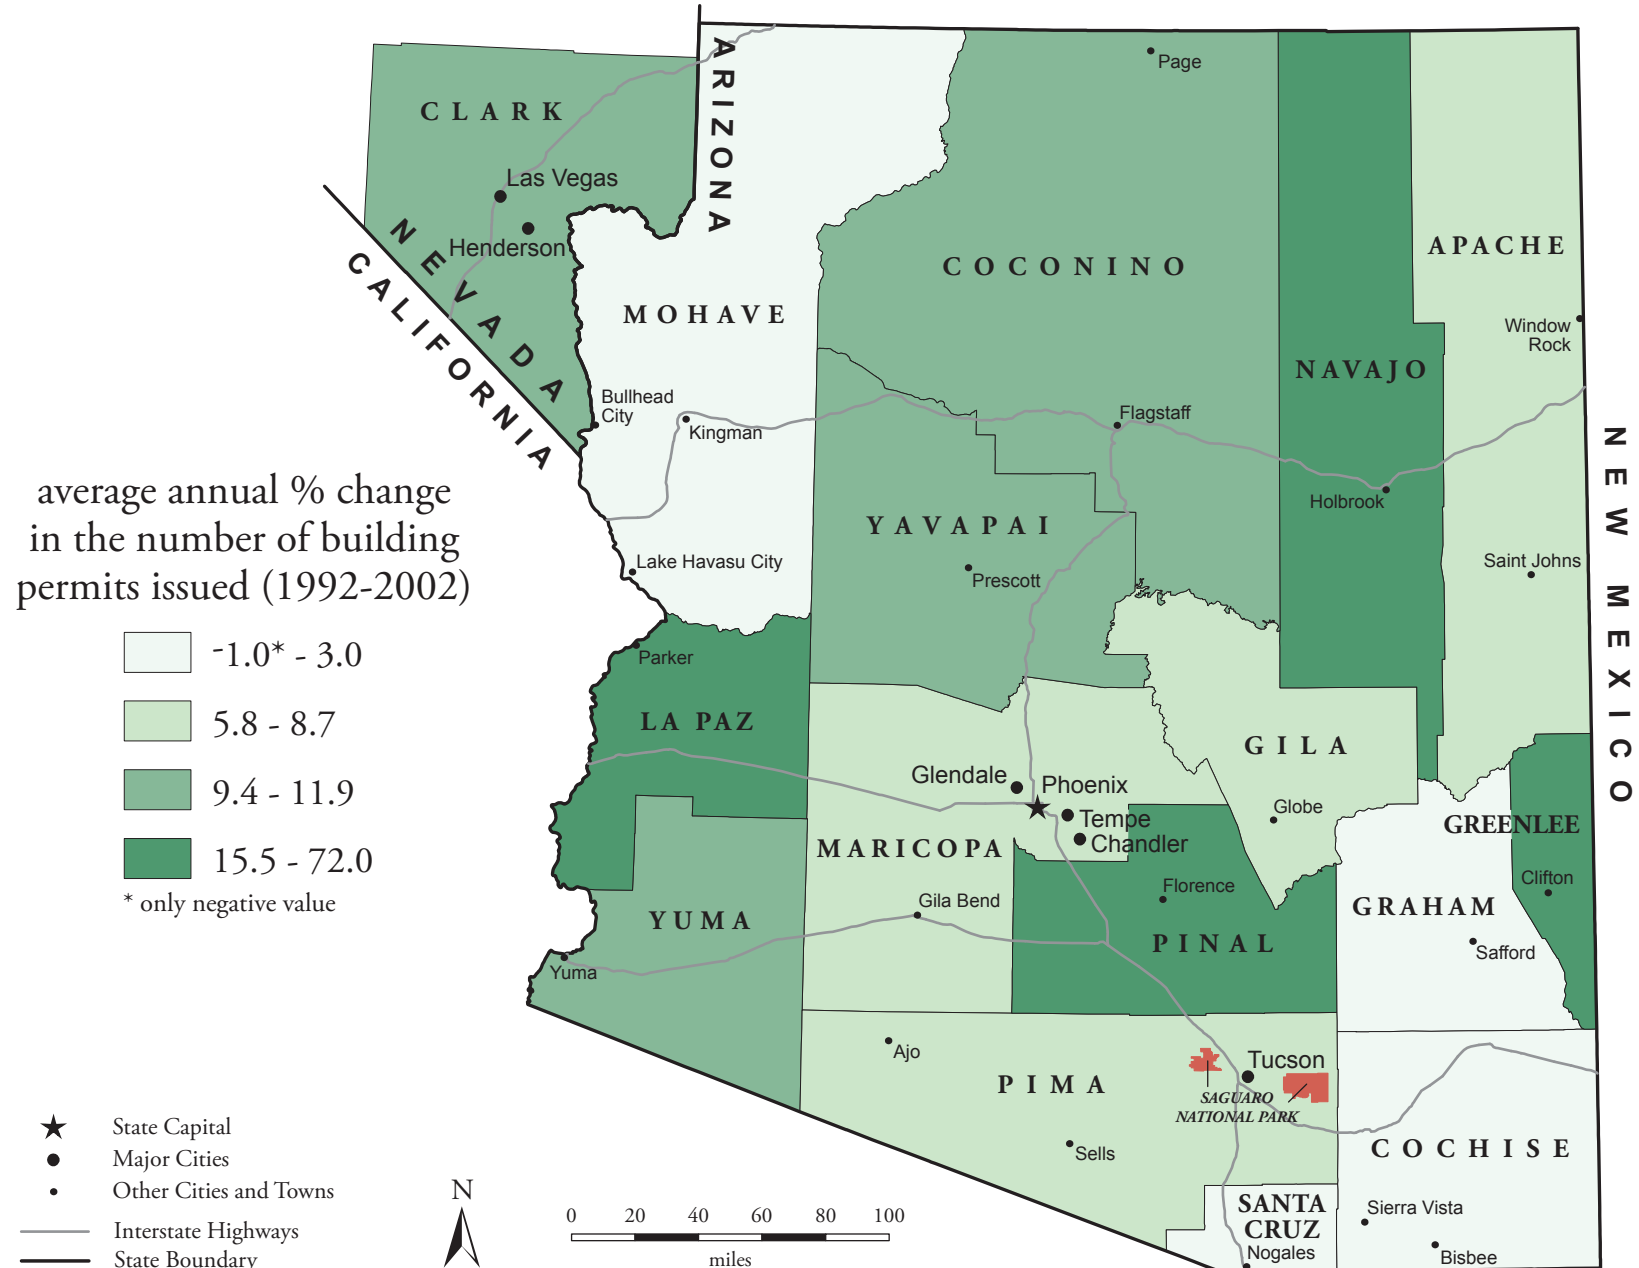 ARIZONA
Page
CLARK
Las Vegas
Henderson
NEVADA
CALIFORNIA
COCONINO
APACHE
MOHAVE
Window
Rock
NAVAJO
Bullhead
City
Kingman
Flagstaff
Holbrook
NEW MEXICO
average annual % change
in the number of building
permits issued (1992-2002)
-1.0* - 3.0
5.8 - 8.7
9.4 - 11.9
15.5 - 72.0
* only negative value
YAVAPAI
Prescott
Lake Havasu City
Saint Johns
Parker
LA PAZ
GILA
Globe
Glendale
Phoenix
Tempe
Chandler
MARICOPA
GREENLEE
Clifton
Florence
Gila Bend
GRAHAM
Safford
YUMA
Yuma
PINAL
Ajo
PIMA
Tucson
SAGUARO
NATIONAL PARK
Sells
COCHISE
SANTA
CRUZ
Nogales
Sierra Vista
Bisbee
State Capital
Major Cities
Other Cities and Towns
Interstate Highways
State Boundary
N
0 20 40 60 80 100
miles